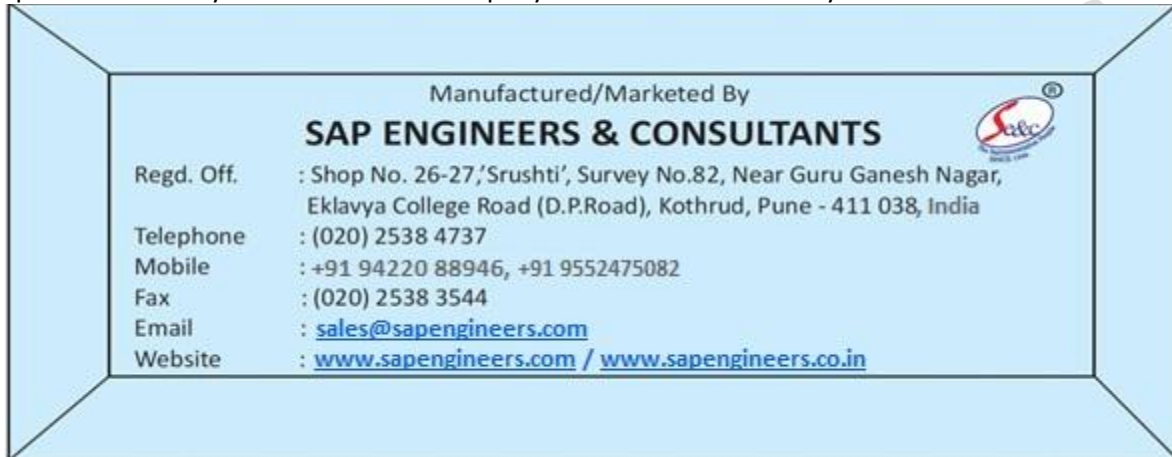 Manufactured/Marketed By
®
SAP ENGINEERS & CONSULTANTS
Se&c
SINCE
Regd. Off. : Shop No. 26-27,'Srushti', Survey No.82, Near Guru Ganesh Nagar,
Eklavya College Road (D.P.Road), Kothrud, Pune - 411 038, India
Telephone : (020) 2538 4737
Mobile : +91 94220 88946, +91 9552475082
Fax : (020) 2538 3544
Email : sales@sapengineers.com
Website : www.sapengineers.com / www.sapengineers.co.in